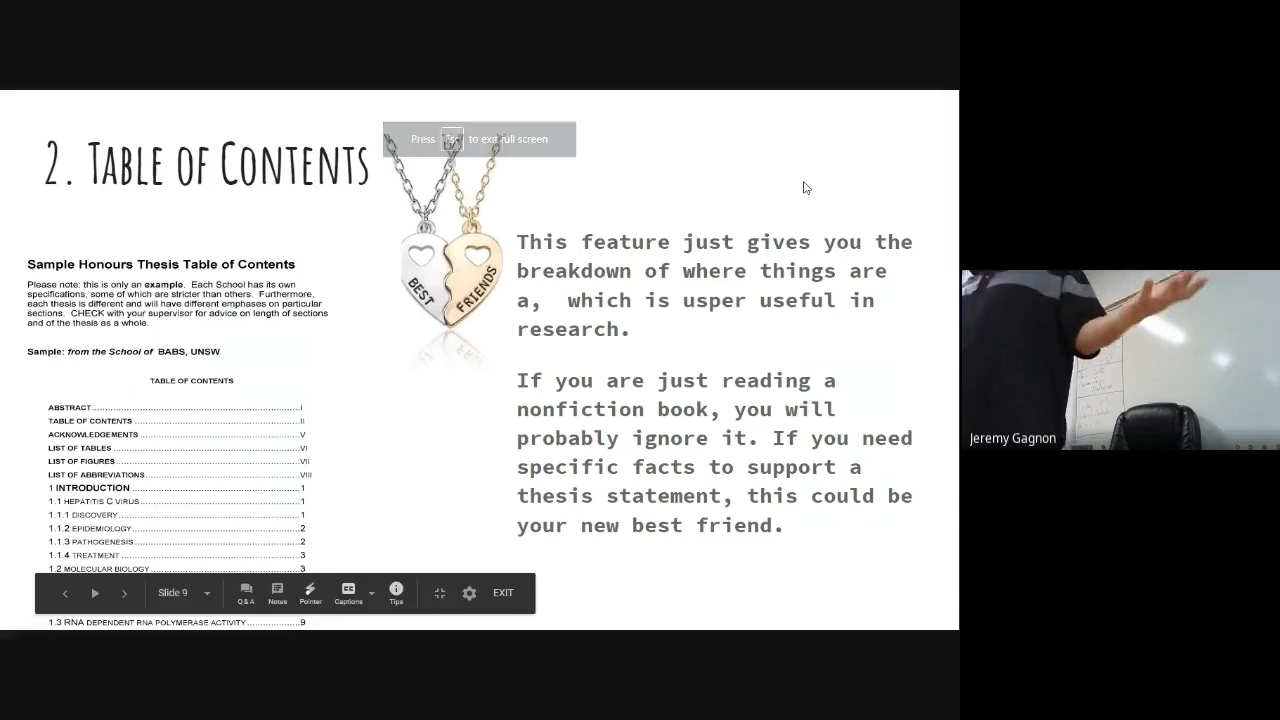 2. Table of Contents
Press Esc to exit full screen
BEST
FRIENDS
This feature just gives you the
breakdown of where things are
a, which is usper useful in
research.
If you are just reading a
nonfiction book, you will
probably ignore it. If you need
specific facts to support a
thesis statement, this could be
your new best friend.
Sample Honours Thesis Table of Contents
Please note: this is only an example. Each School has its own
specifications, some of which are stricter than others. Furthermore,
each thesis is different and will have different emphases on particular
sections. CHECK with your supervisor for advice on length of sections
and of the thesis as a whole.
Sample: from the School of BABS, UNSW
TABLE OF CONTENTS
ABSTRACT I
TABLE OF CONTENTS II
ACKNOWLEDGEMENTS V
LIST OF TABLES VI
LIST OF FIGURES VII
LIST OF ABBREVIATIONS VIII
1 INTRODUCTION 1
1.1 HEPATITIS C VIRUS 1
1.1.1 DISCOVERY 1
1.1.2 EPIDEMIOLOGY 2
1.1.3 PATHOGENESIS 2
1.1.4 TREATMENT 3
1.2 MOLECULAR BIOLOGY 3
Slide 9
Q & A
Notes
Pointer
Captions
Tips
EXIT
1.3 RNA DEPENDENT RNA POLYMERASE ACTIVITY 9
Jeremy Gagnon